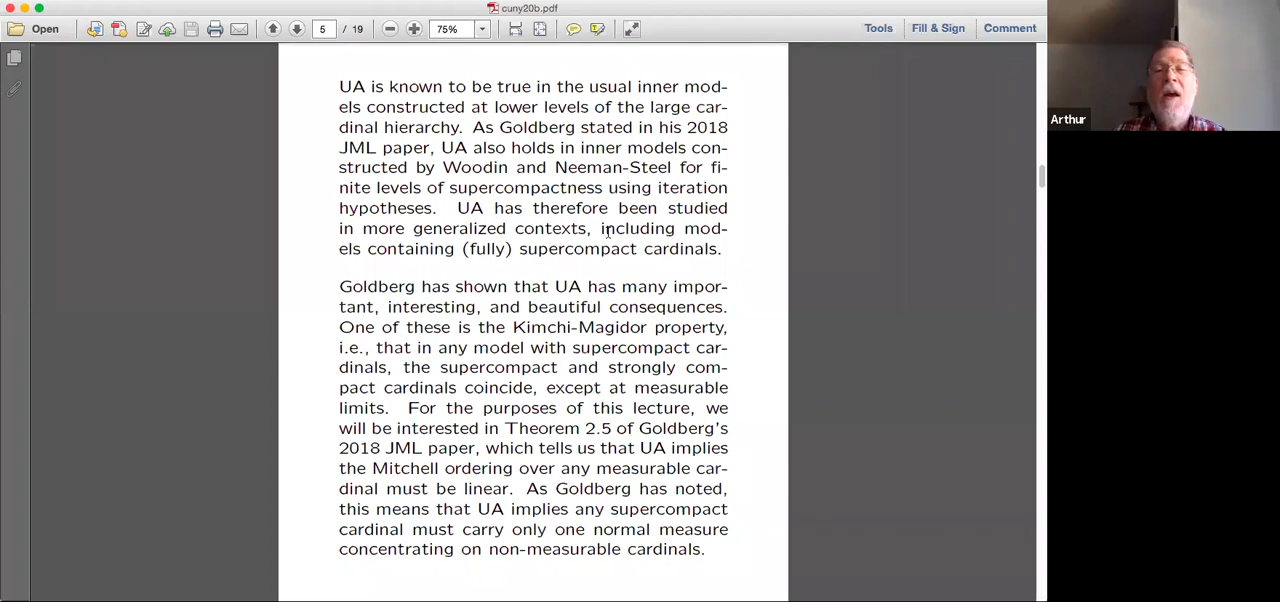 cuny20b.pdf
Open
5 / 19
75%
Tools
Fill & Sign
Comment
Arthur
UA is known to be true in the usual inner mod-
els constructed at lower levels of the large car-
dinal hierarchy. As Goldberg stated in his 2018
JML paper, UA also holds in inner models con-
structed by Woodin and Neeman-Steel for fi-
nite levels of supercompactness using iteration
hypotheses. UA has therefore been studied
in more generalized contexts, including mod-
els containing (fully) supercompact cardinals.
Goldberg has shown that UA has many impor-
tant, interesting, and beautiful consequences.
One of these is the Kimchi-Magidor property,
i.e., that in any model with supercompact car-
dinals, the supercompact and strongly com-
pact cardinals coincide, except at measurable
limits. For the purposes of this lecture, we
will be interested in Theorem 2.5 of Goldberg's
2018 JML paper, which tells us that UA implies
the Mitchell ordering over any measurable car-
dinal must be linear. As Goldberg has noted,
this means that UA implies any supercompact
cardinal must carry only one normal measure
concentrating on non-measurable cardinals.